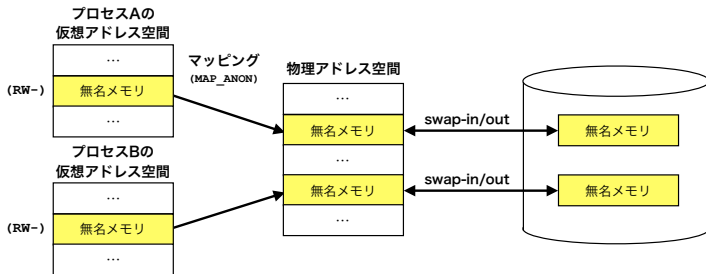 プロセスAの
仮想アドレス空間
…
(RW-)
無名メモリ
…
マッピング
(MAP_ANON)
プロセスBの
仮想アドレス空間
…
(RW-)
無名メモリ
…
物理アドレス空間
…
無名メモリ
…
無名メモリ
…
swap-in/out
swap-in/out
無名メモリ
無名メモリ